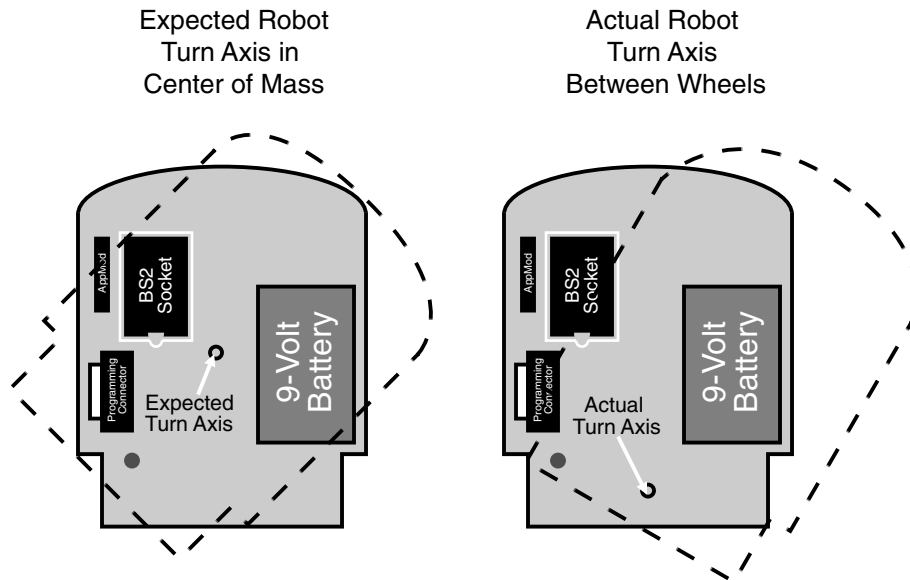 Expected Robot
Turn Axis in
Center of Mass
Actual Robot
Turn Axis
Between Wheels
AppMod
BS2
Socket
9-Volt
Battery
Programming
Connector
Expected
Turn Axis
AppMod
BS2
Socket
9-Volt
Battery
Programming
Connector
Actual
Turn Axis